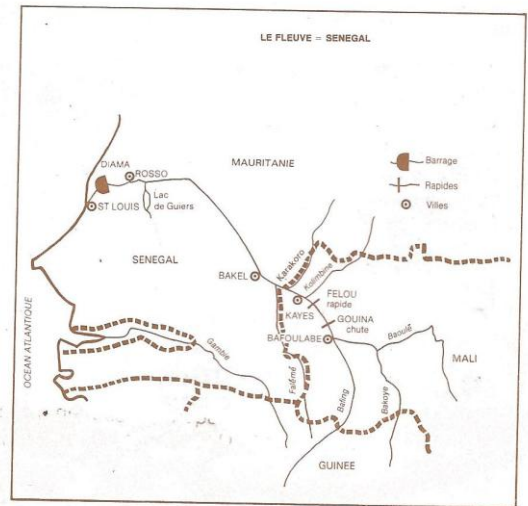 LE FLEUVE = SENEGAL
DIAMA
ROSSO
MAURITANIE
Barrage
Rapides
Villes
ST LOUIS
Lac
de Guiers
SENEGAL
BAKEL
Karakoro
Kolimbine
FELOU
rapide
KAYES
GOUINA
chute
BAFOULABE
Baoulé
MALI
OCEAN ATLANTIQUE
Gambie
Falémé
Bafing
Bakoye
GUINEE